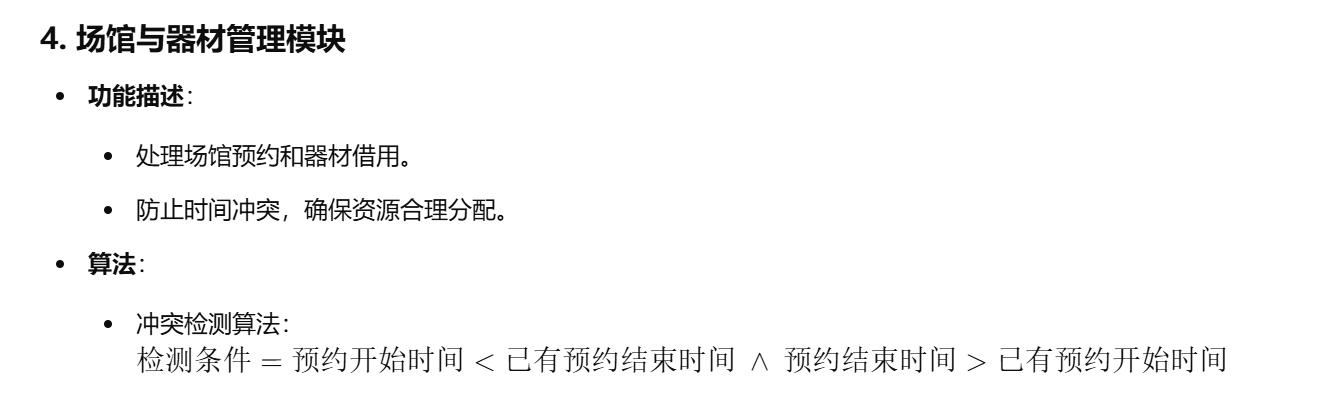 4. 场馆与器材管理模块
• 功能描述：
• 处理场馆预约和器材借用。
• 防止时间冲突，确保资源合理分配。
• 算法：
• 冲突检测算法：
检测条件 = 预约开始时间 < 已有预约结束时间 ∧ 预约结束时间 > 已有预约开始时间